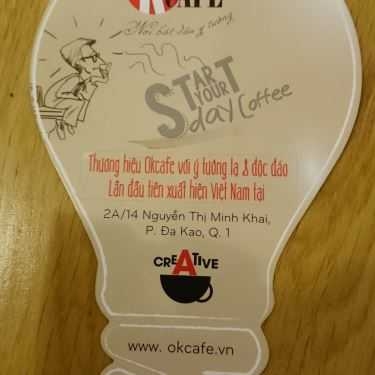 CAFE
Nơi bắt đầu ý tưởng
START
YOUR
day Coffee
Thương hiệu Okcafe với ý tưởng lạ & độc đáo
Lần đầu tiên xuất hiện Việt Nam tại
2A/14 Nguyễn Thị Minh Khai,
P. Đa Kao, Q. 1
CREATIVE
www. okcafe.vn